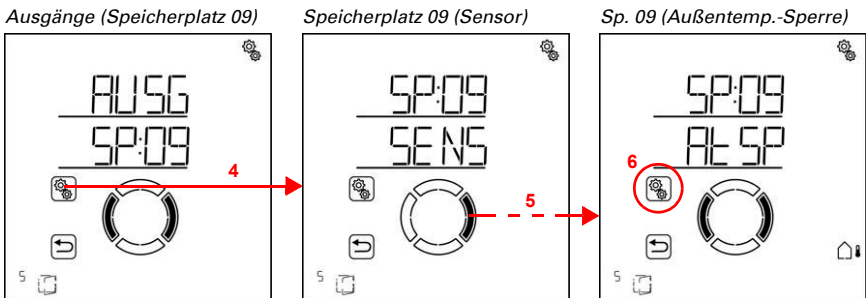 Ausgänge (Speicherplatz 09)
AUSG
SP:09
4
5
Speicherplatz 09 (Sensor)
SP:09
SENS
5
5
Sp. 09 (Außentemp.-Sperre)
SP:09
AtSP
6
5